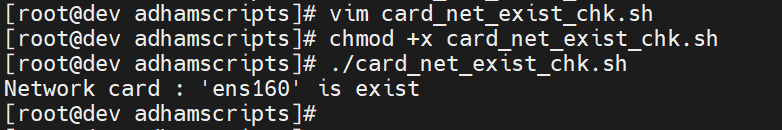 [root@dev adhamscripts]# vim card_net_exist_chk.sh
[root@dev adhamscripts]# chmod +x card_net_exist_chk.sh
[root@dev adhamscripts]# ./card_net_exist_chk.sh
Network card : 'ens160' is exist
[root@dev adhamscripts]#